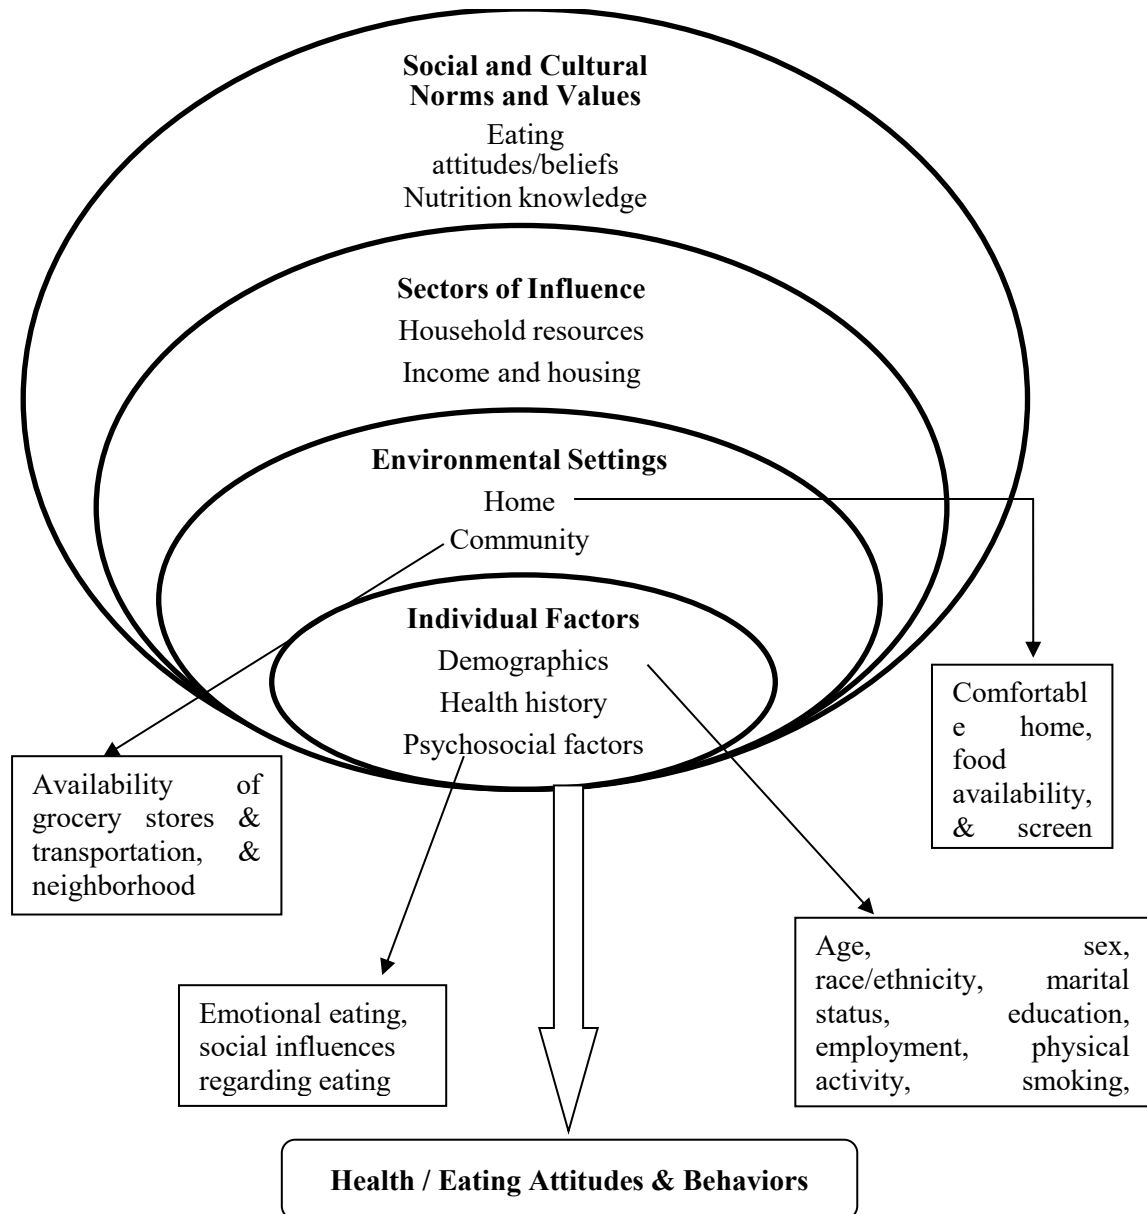 Social and Cultural
Norms and Values
Eating
attitudes/beliefs
Nutrition knowledge
Sectors of Influence
Household resources
Income and housing
Environmental Settings
Home
Community
Individual Factors
Demographics
Health history
Psychosocial factors
Comfortabl
e home,
food
availability,
& screen
Availability of
grocery stores &
transportation, &
neighborhood
Age, sex,
race/ethnicity, marital
status, education,
employment, physical
activity, smoking,
Emotional eating,
social influences
regarding eating
Health / Eating Attitudes & Behaviors